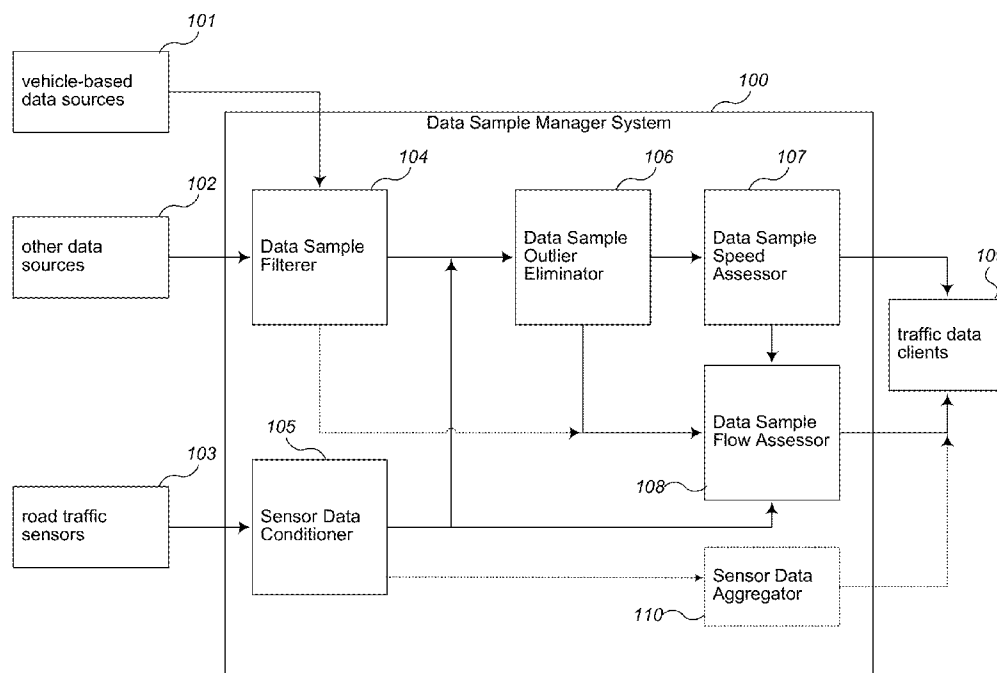 101
vehicle-based
data sources
100
Data Sample Manager System
102
other data
sources
104
Data Sample
Filterer
106
Data Sample
Outlier
Eliminator
107
Data Sample
Speed
Assessor
109
traffic data
clients
103
road traffic
sensors
105
Sensor Data
Conditioner
Data Sample
Flow Assessor
108
Sensor Data
Aggregator
110